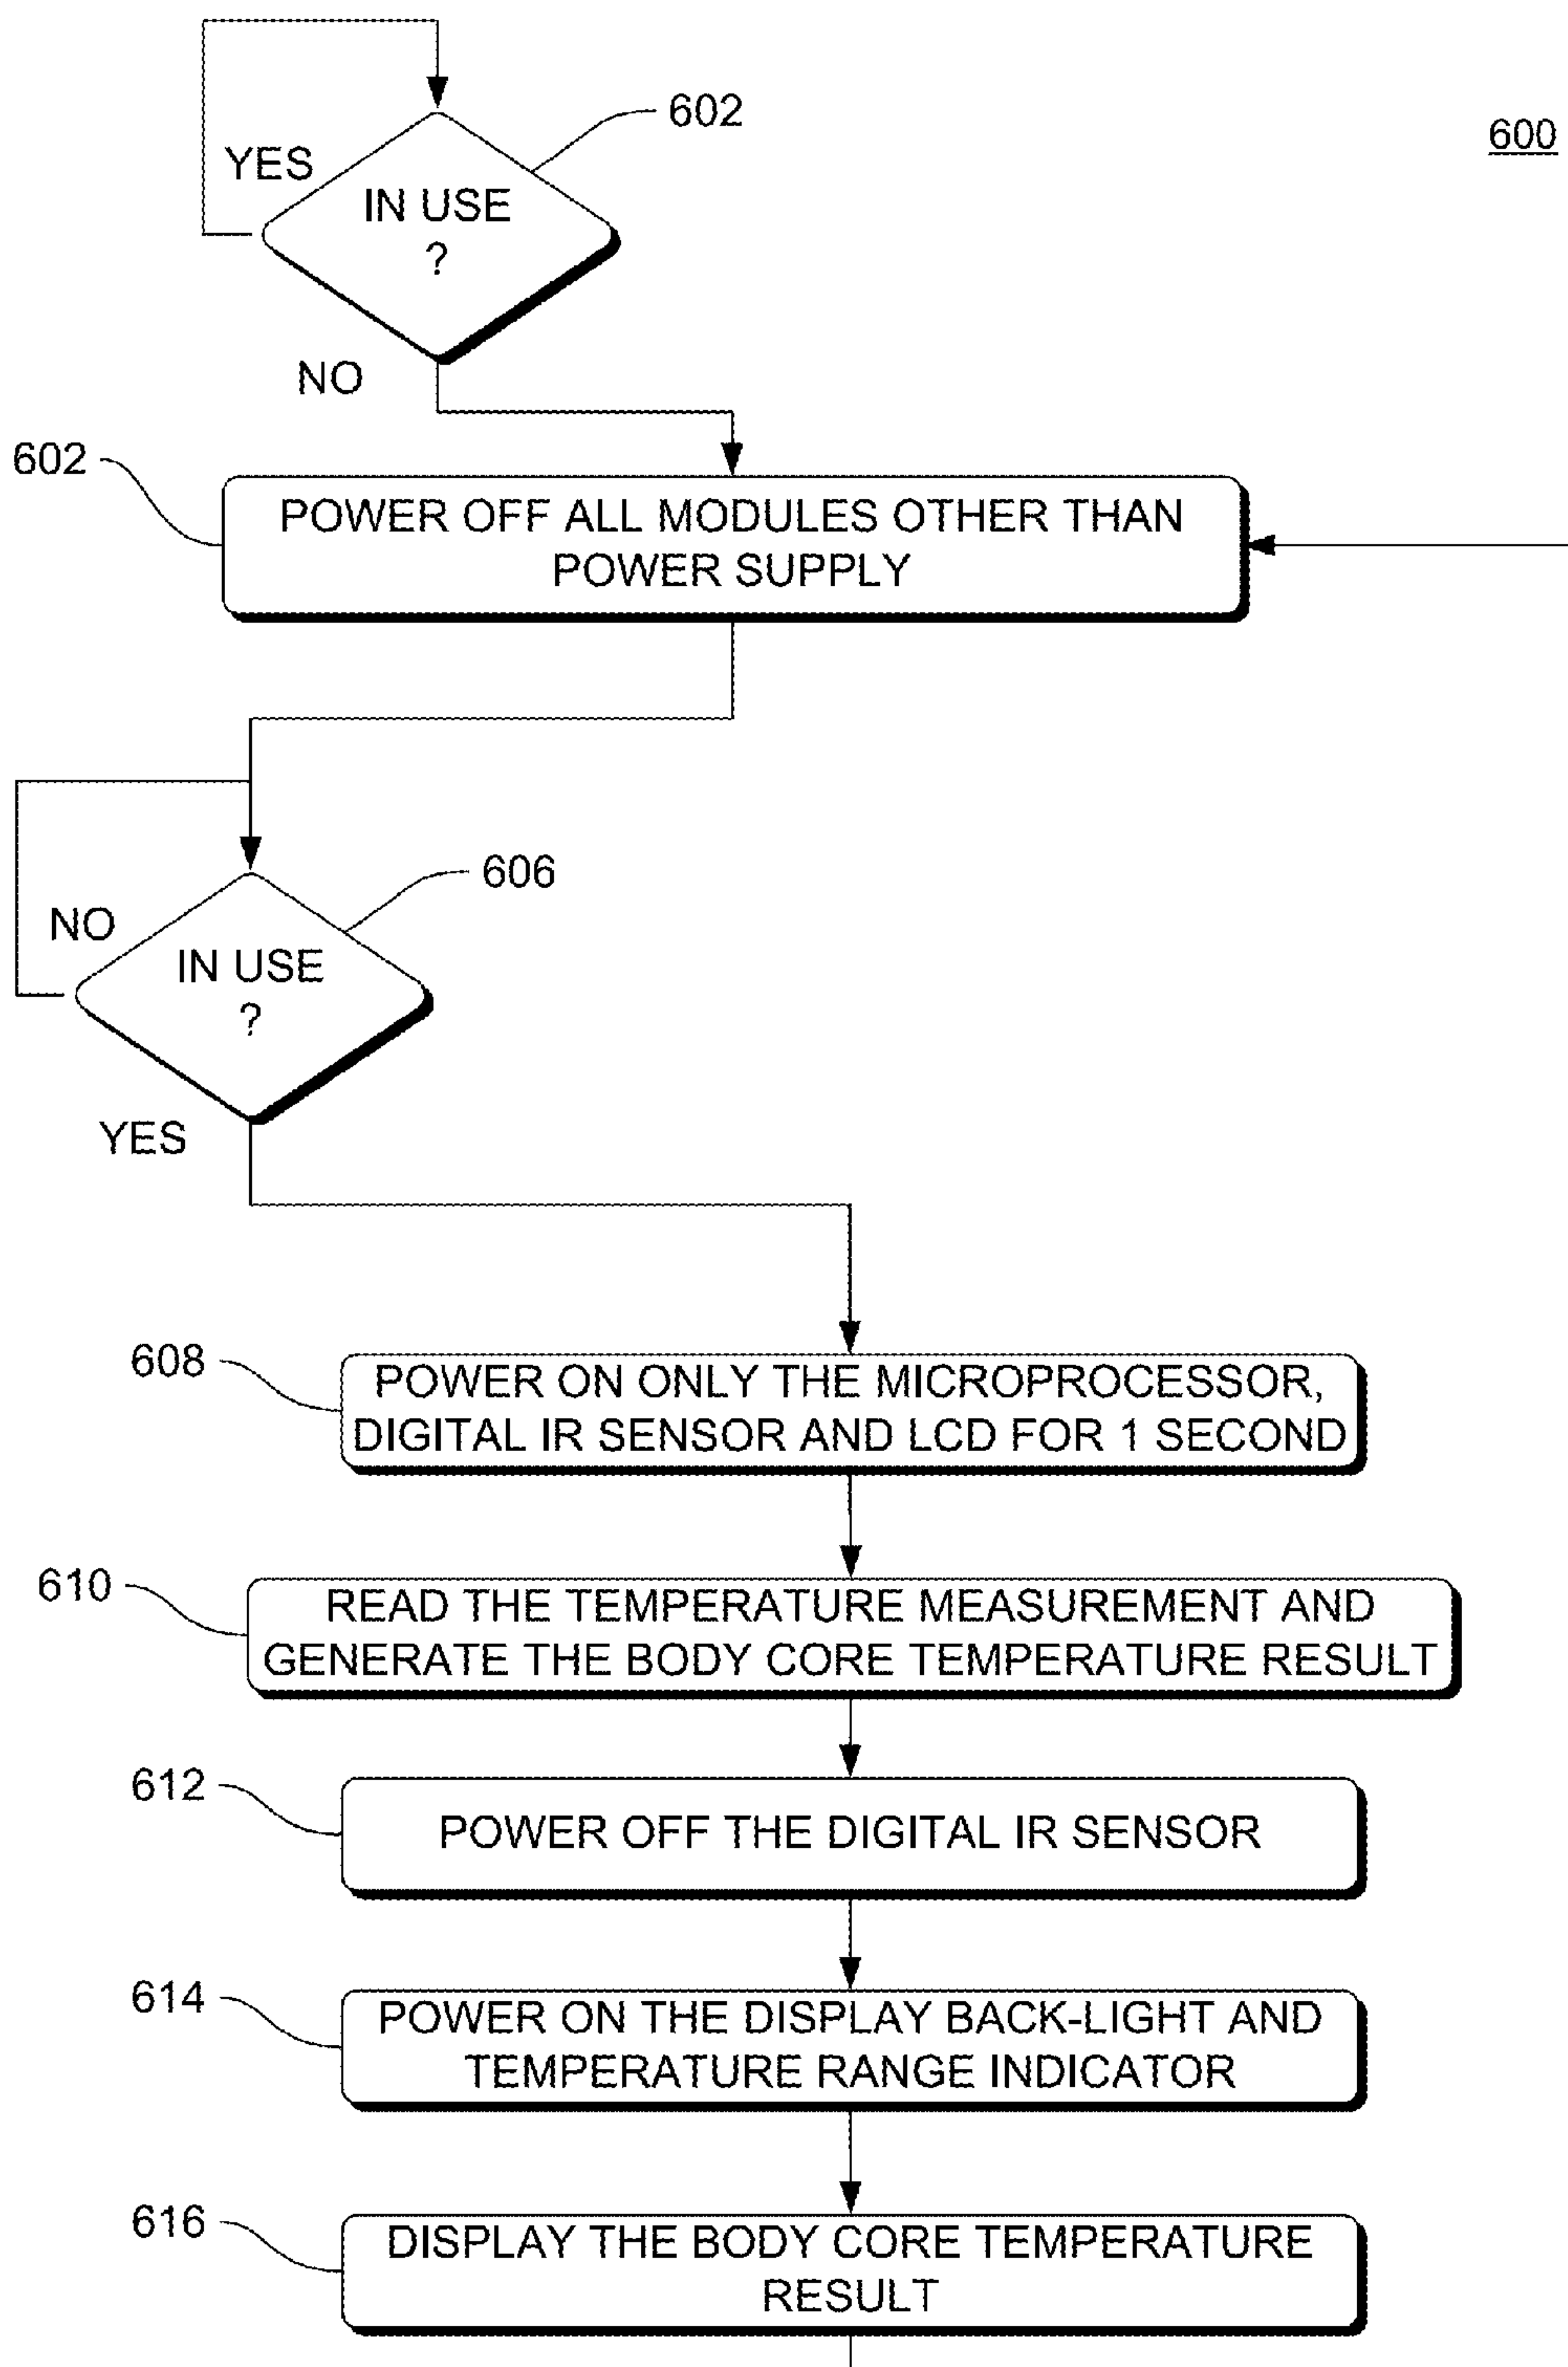 600
602
YES
IN USE
?
NO
602
POWER OFF ALL MODULES OTHER THAN
POWER SUPPLY
606
NO
IN USE
?
YES
608
POWER ON ONLY THE MICROPROCESSOR,
DIGITAL IR SENSOR AND LCD FOR 1 SECOND
610
READ THE TEMPERATURE MEASUREMENT AND
GENERATE THE BODY CORE TEMPERATURE RESULT
612
POWER OFF THE DIGITAL IR SENSOR
614
POWER ON THE DISPLAY BACK-LIGHT AND
TEMPERATURE RANGE INDICATOR
616
DISPLAY THE BODY CORE TEMPERATURE
RESULT